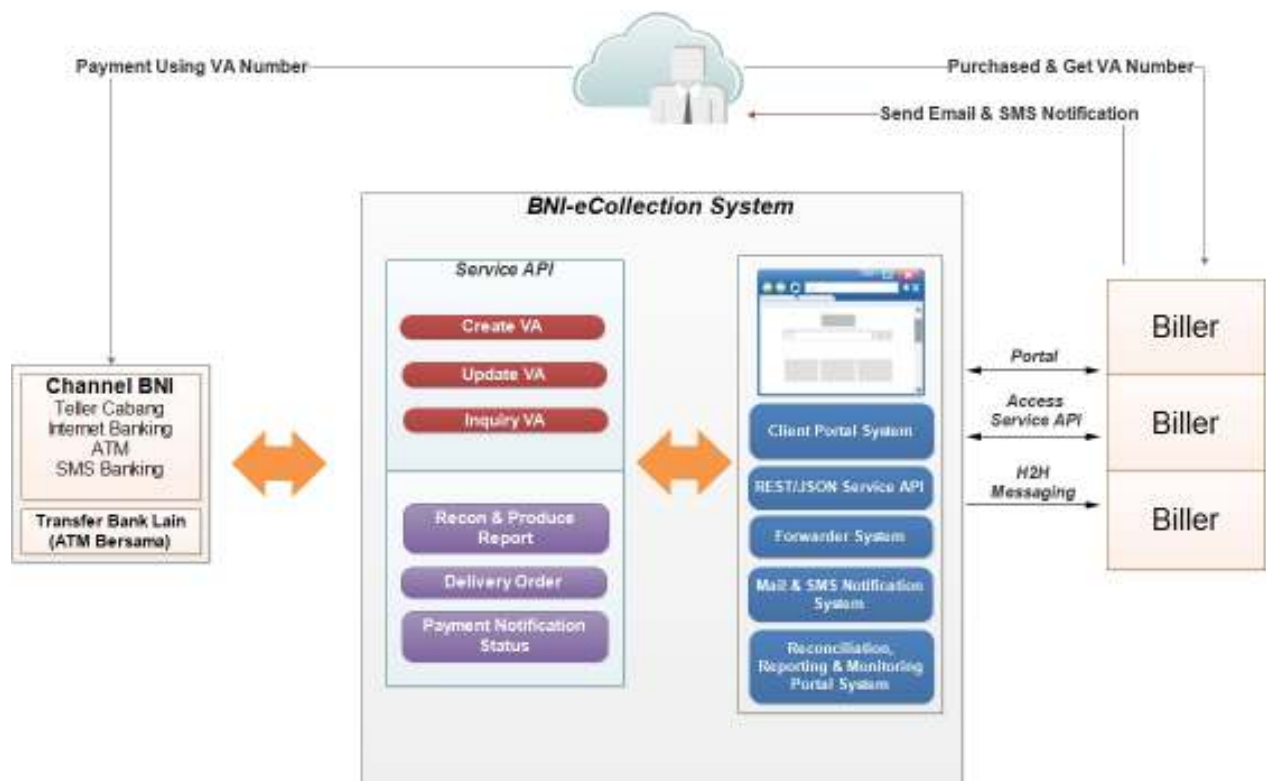 Payment Using VA Number
Purchased & Get VA Number
Send Email & SMS Notification
BNI-eCollection System
Service API
Create VA
Update VA
Inquiry VA
Recon & Produce
Report
Delivery Order
Payment Notification
Status
Client Portal System
REST/JSON Service API
Forwarder System
Mail & SMS Notification
System
Reconciliation,
Reporting & Monitoring
Portal System
Channel BNI
Teller Cabang
Internet Banking
ATM
SMS Banking
Transfer Bank Lain
(ATM Bersama)
Portal
Access
Service API
H2H
Messaging
Biller
Biller
Biller